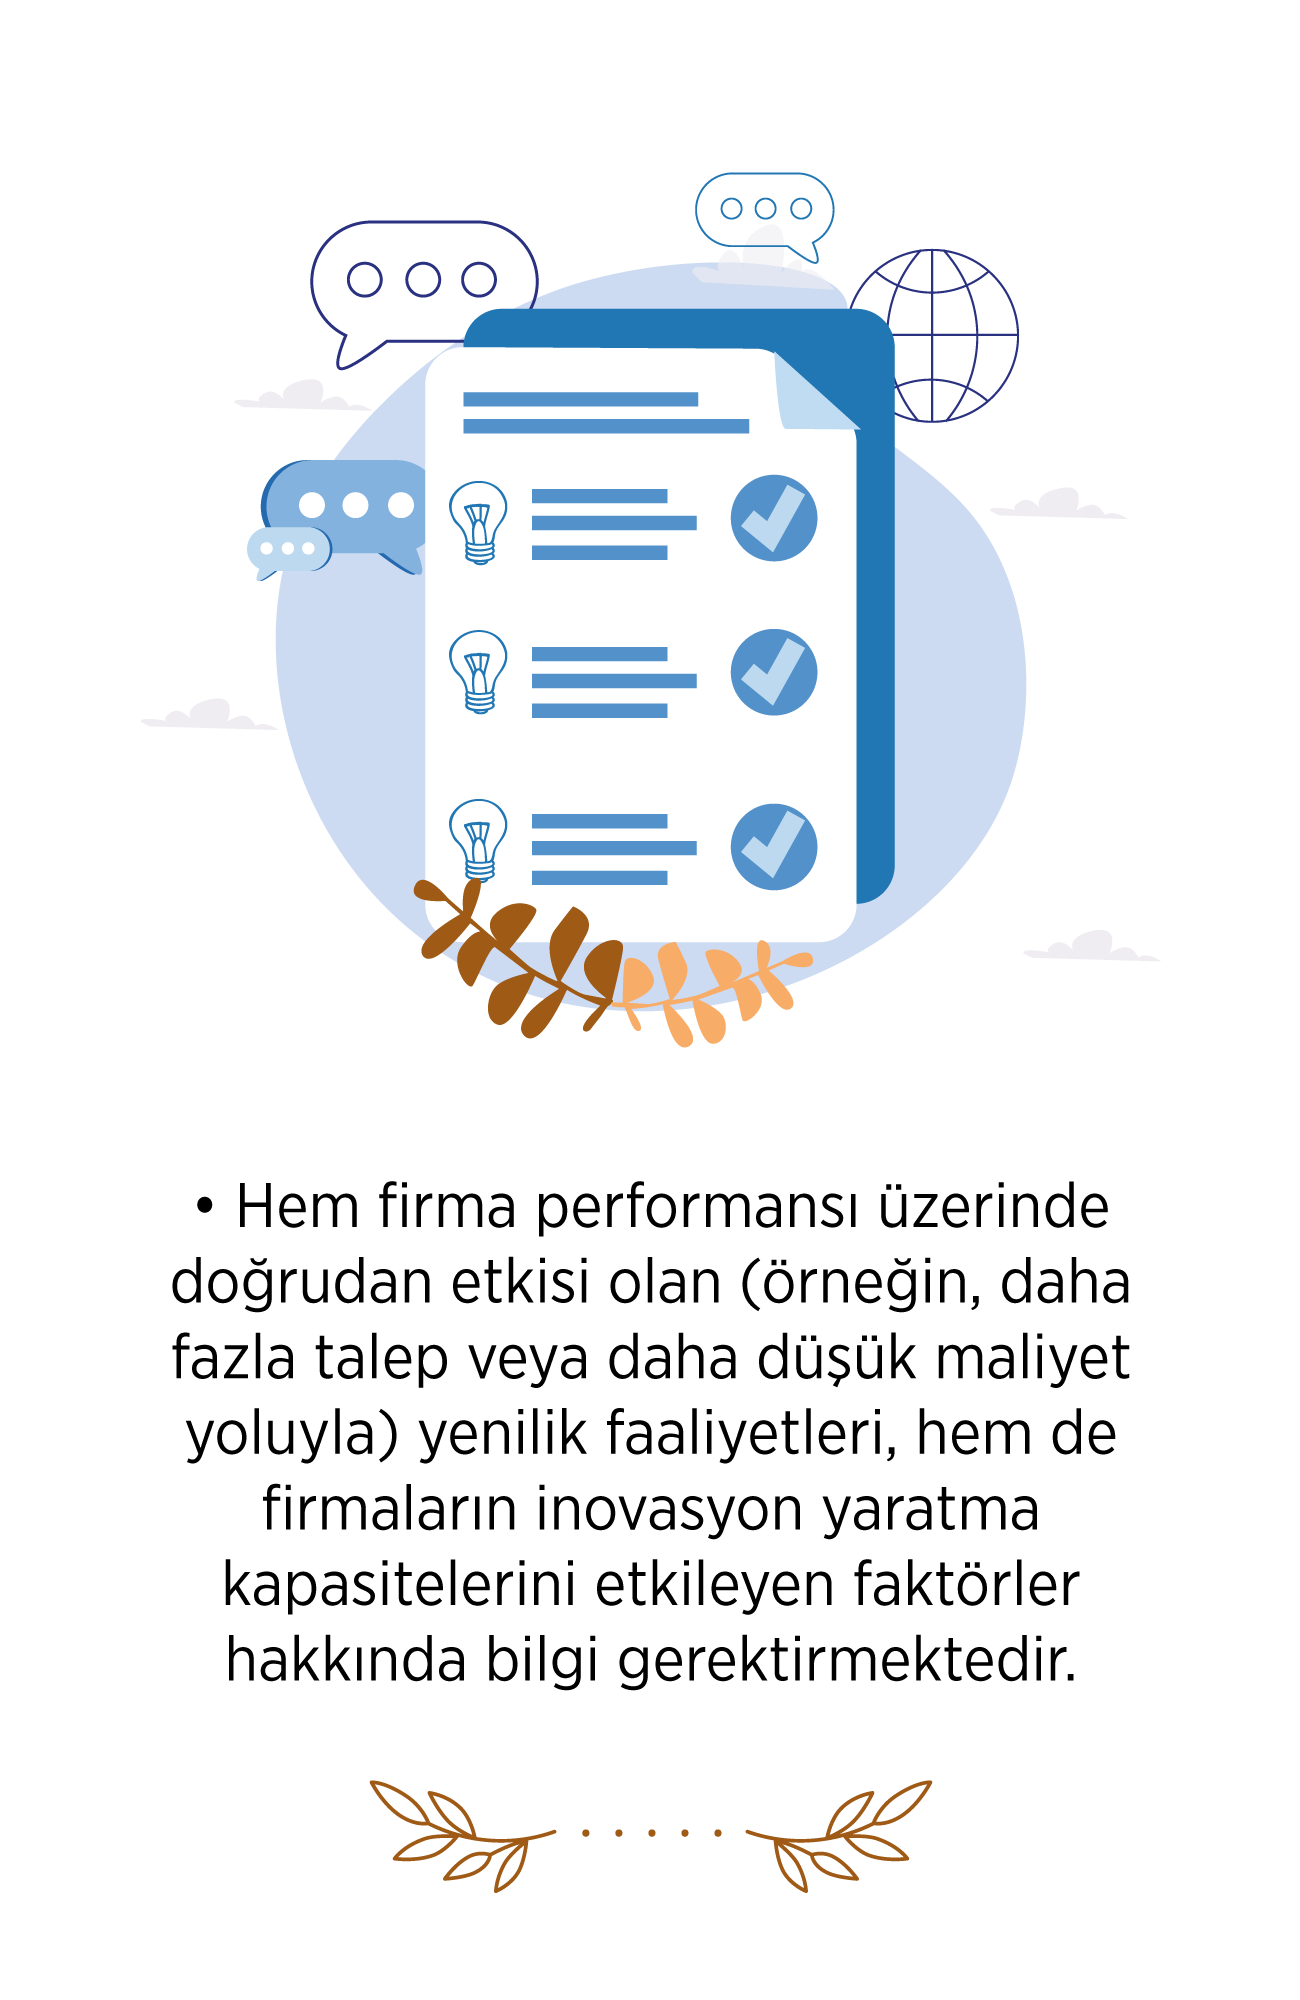 • Hem firma performansı üzerinde
doğrudan etkisi olan (örneğin, daha
fazla talep veya daha düşük maliyet
yoluyla) yenilik faaliyetleri, hem de
firmaların inovasyon yaratma
kapasitelerini etkileyen faktörler
hakkında bilgi gerektirmektedir.